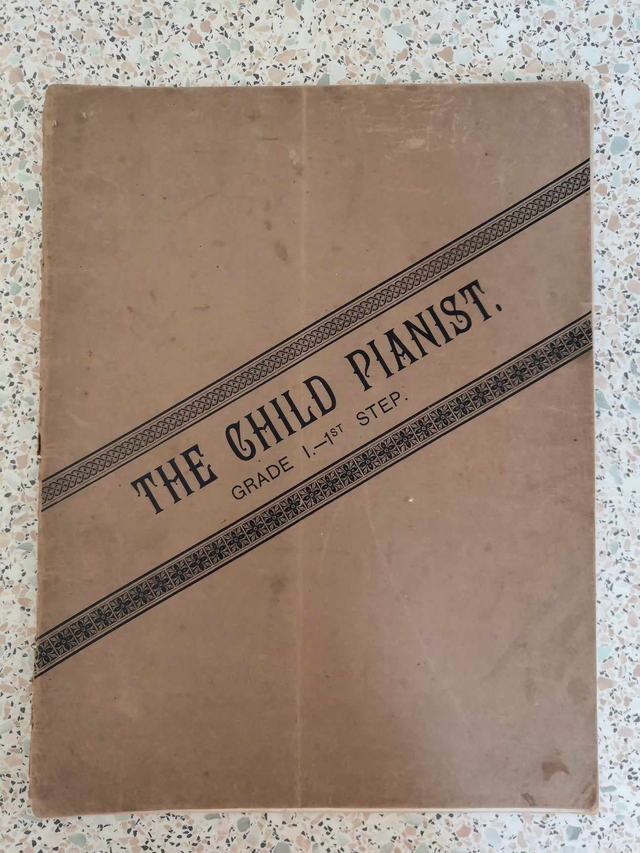 THE CHILD PIANIST.
GRADE I.—1ST STEP.